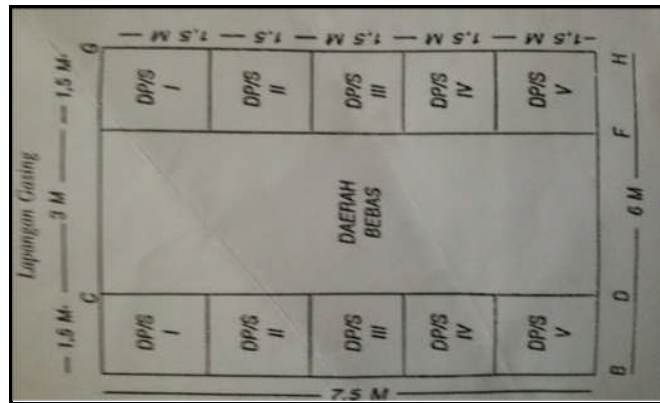 Lapangan Gasing
1,5 M
3 M
1,5 M
1,5 M
1,5
1,5 M
1,5 M
1,5 M
G
H
DP/S
I
DP/S
II
DP/S
III
DP/S
IV
DP/S
V
F
DAERAH
BEBAS
6 M
C
D
DP/S
I
DP/S
II
DP/S
III
DP/S
IV
DP/S
V
B
7.5 M